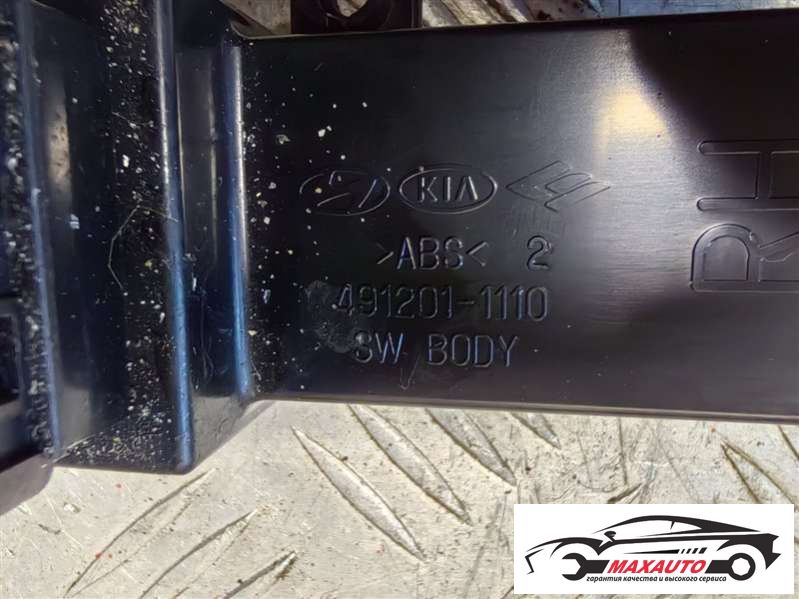 KIA
>ABS< 2
491201-1110
SW BODY
RH
MAXAUTO
гарантия качества и высокого сервиса